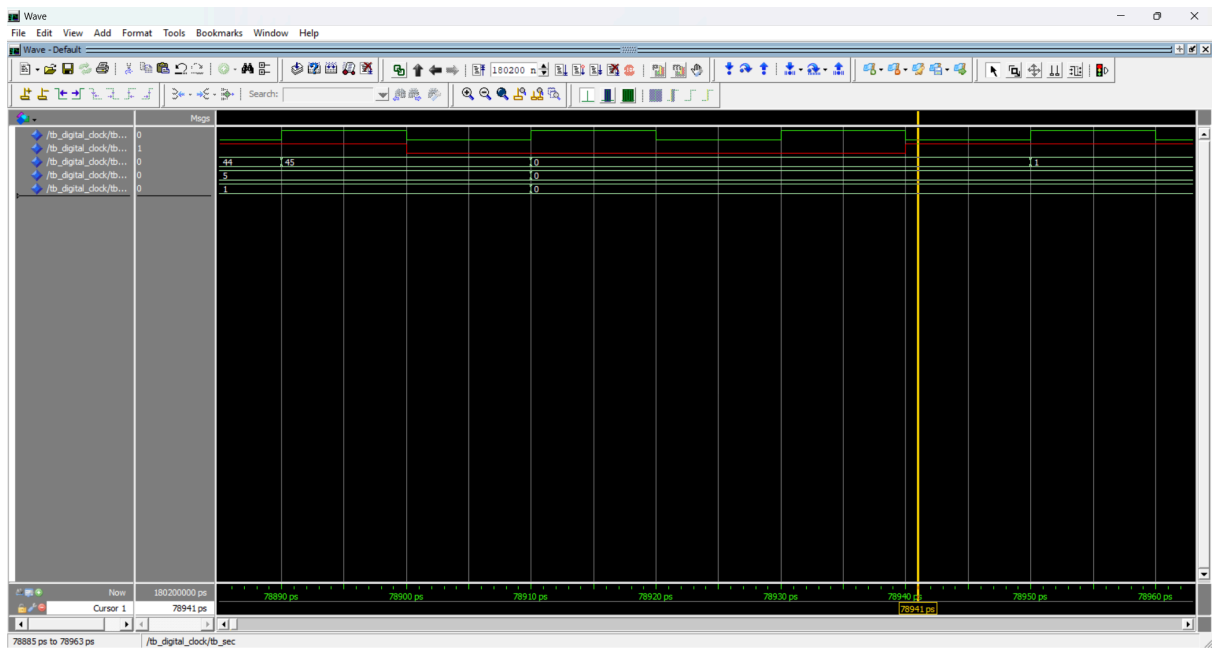 Wave
File Edit View Add Format Tools Bookmarks Window Help
Wave - Default
180200 n
Search:
Msgs
/tb_digital_clock/tb... 0
/tb_digital_clock/tb... 1
/tb_digital_clock/tb... 0 44 45 0 1
/tb_digital_clock/tb... 0 5 0
/tb_digital_clock/tb... 0 1 0
Now 180200000 ps 78890 ps 78900 ps 78910 ps 78920 ps 78930 ps 78940 ps 78950 ps 78960 ps
Cursor 1 78941 ps 78941 ps
78885 ps to 78963 ps /tb_digital_clock/tb_sec